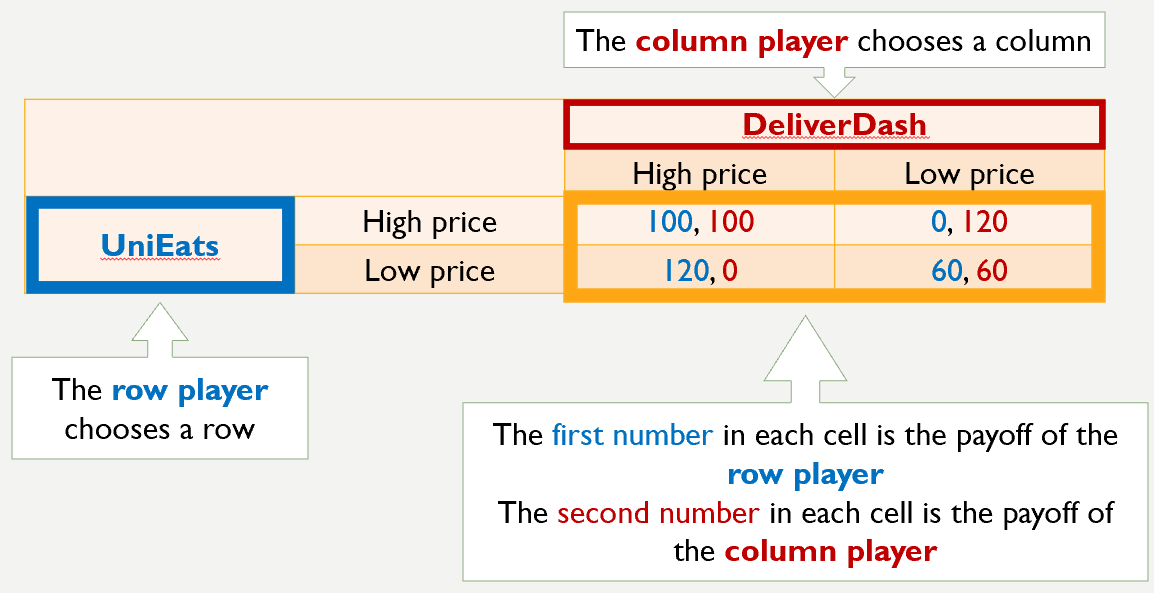 The column player chooses a column
DeliverDash
High price Low price
UniEats
High price 100, 100 0, 120
Low price 120, 0 60, 60
The row player
chooses a row
The first number in each cell is the payoff of the
row player
The second number in each cell is the payoff of
the column player